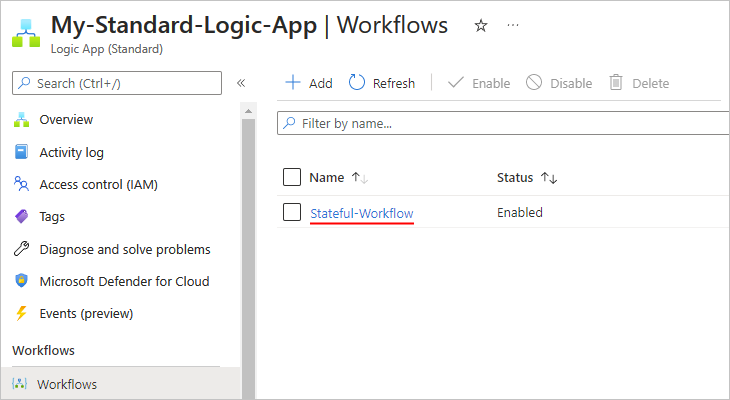 My-Standard-Logic-App | Workflows
Logic App (Standard)
Search (Ctrl+/)
Overview
Activity log
Access control (IAM)
Tags
Diagnose and solve problems
Microsoft Defender for Cloud
Events (preview)
Workflows
Workflows
Add Refresh Enable Disable Delete
Filter by name...
Name Status
Stateful-Workflow Enabled